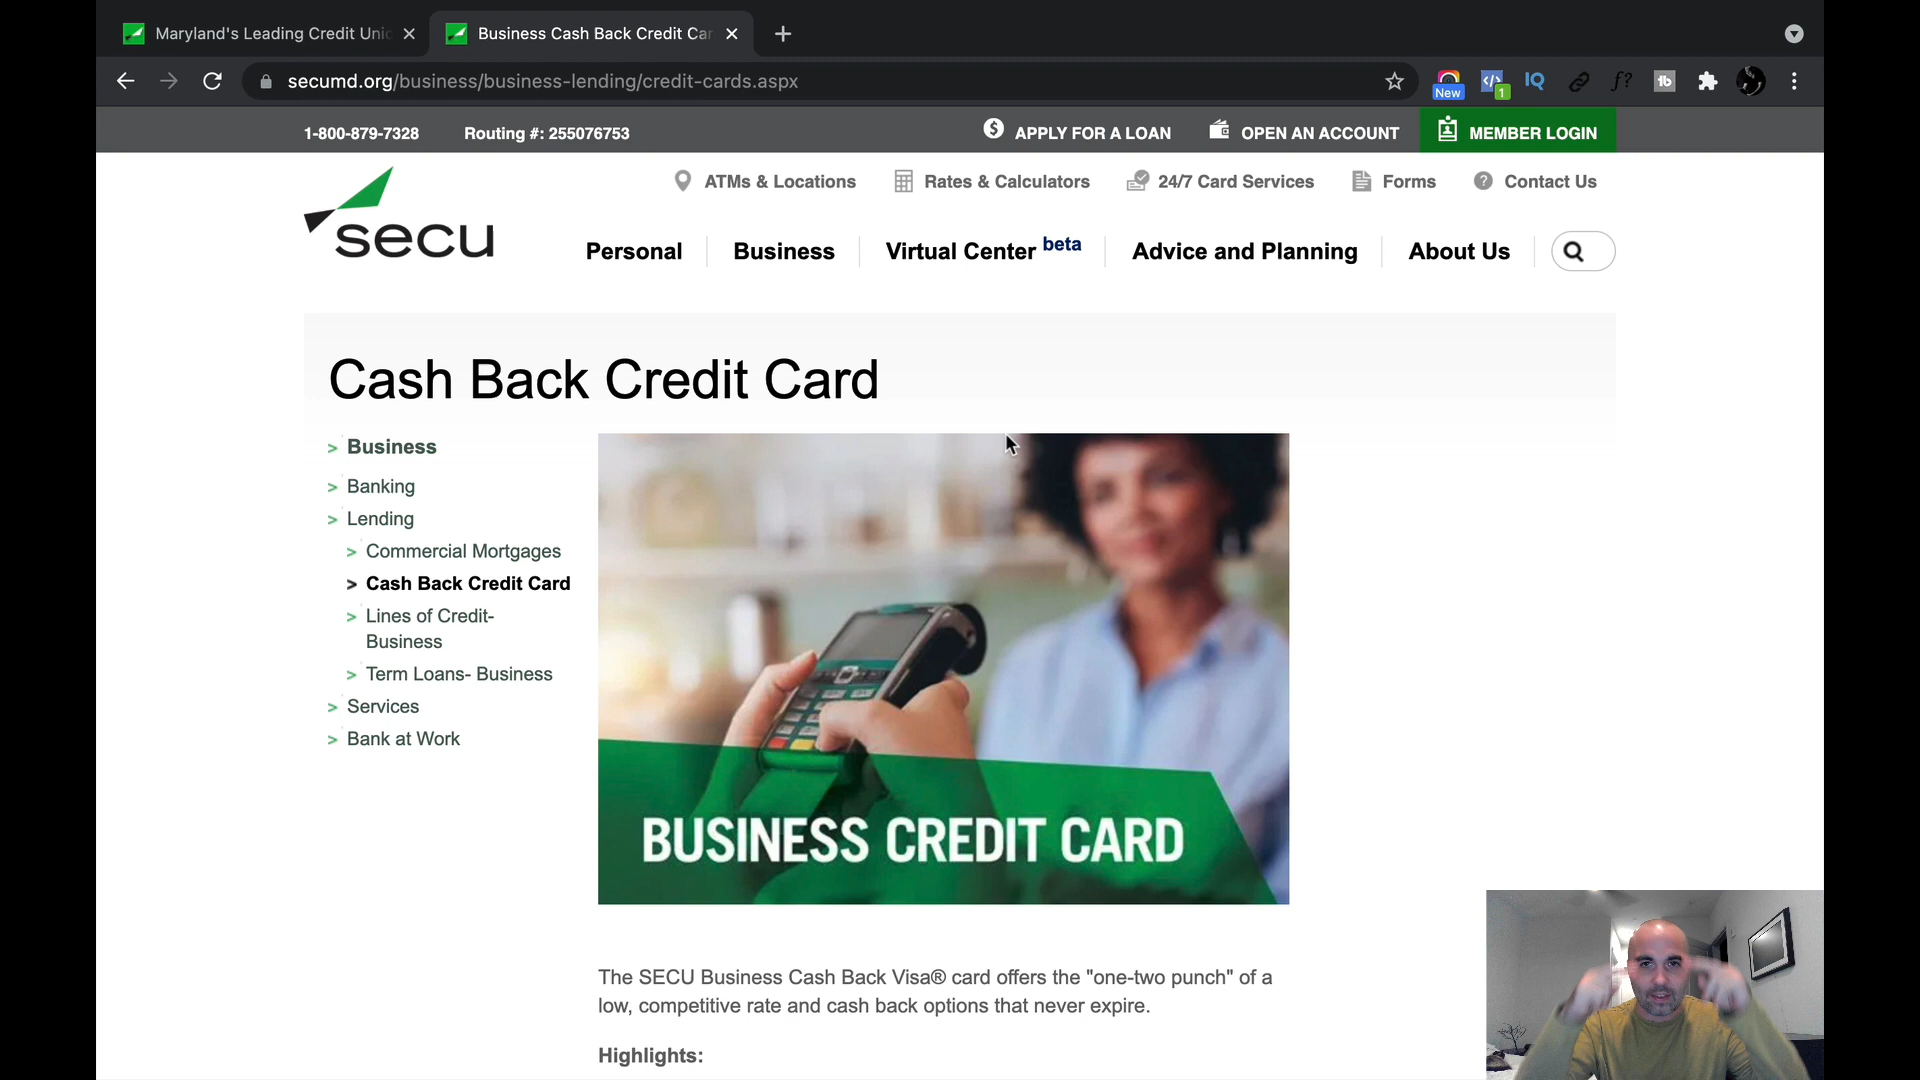 Maryland's Leading Credit Unio
Business Cash Back Credit Car
secumd.org/business/business-lending/credit-cards.aspx
New
1
IQ
f?
tb
1-800-879-7328
Routing #: 255076753
APPLY FOR A LOAN
OPEN AN ACCOUNT
MEMBER LOGIN
ATMs & Locations
Rates & Calculators
24/7 Card Services
Forms
Contact Us
secu
Personal
Business
Virtual Center beta
Advice and Planning
About Us
Cash Back Credit Card
> Business
> Banking
> Lending
> Commercial Mortgages
> Cash Back Credit Card
> Lines of Credit-
Business
> Term Loans- Business
> Services
> Bank at Work
BUSINESS CREDIT CARD
The SECU Business Cash Back Visa® card offers the "one-two punch" of a
low, competitive rate and cash back options that never expire.
Highlights: